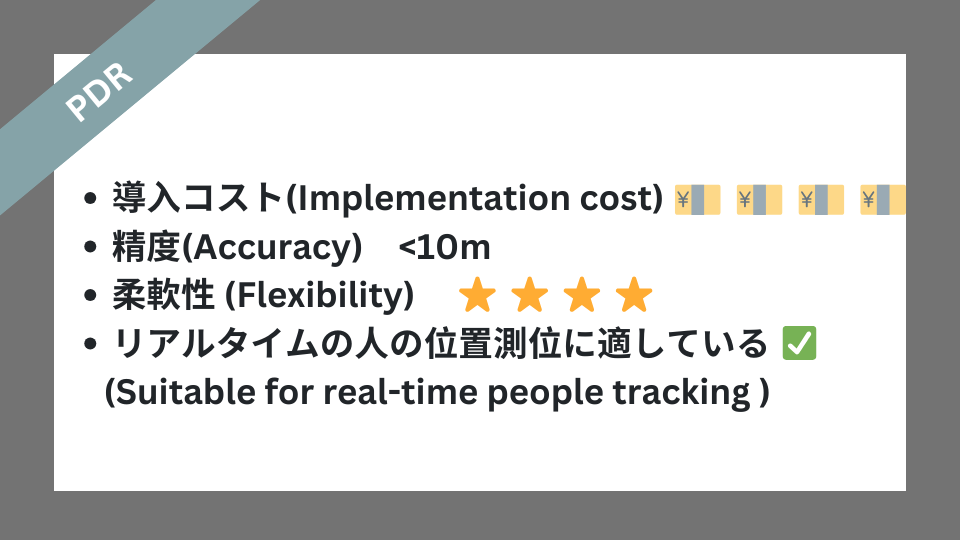 PDR
• 導入コスト(Implementation cost) 💴 💴 💴 💴
• 精度(Accuracy) <10m
• 柔軟性 (Flexibility) ⭐ ⭐ ⭐ ⭐
• リアルタイムの人の位置測位に適している ✅
(Suitable for real-time people tracking )